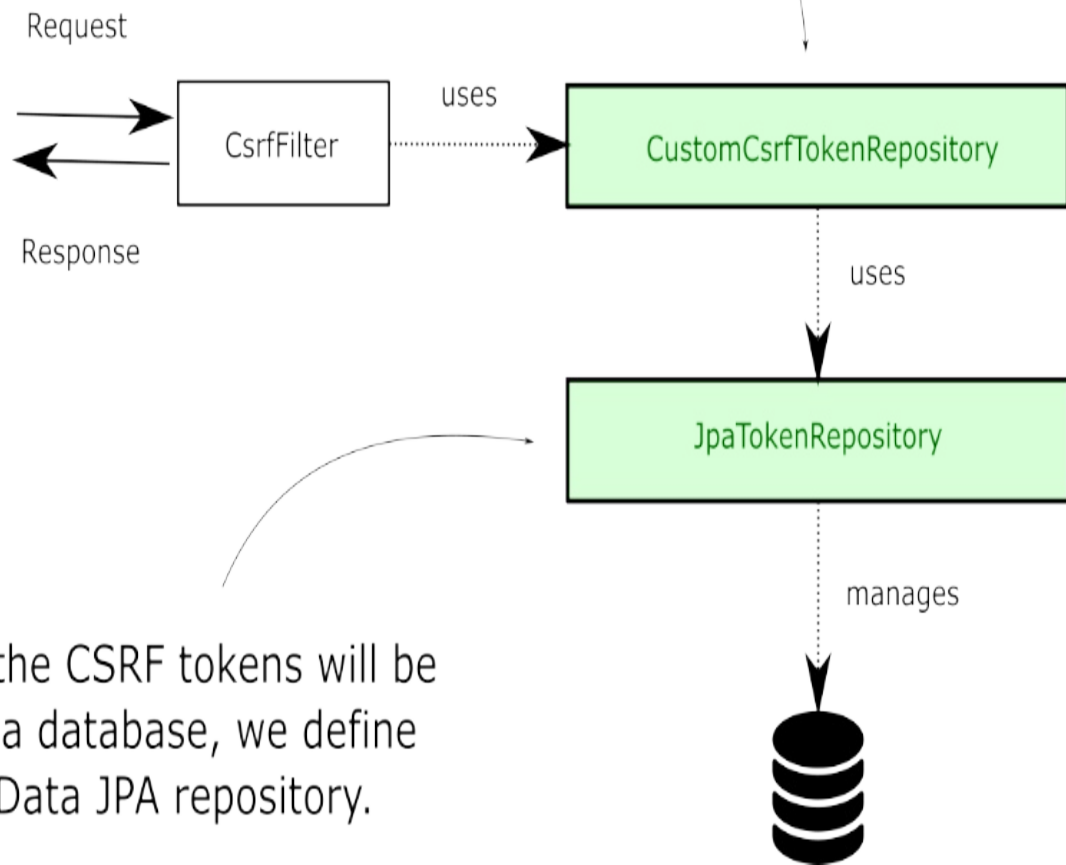 Request
uses
CsrfFilter
CustomCsrfTokenRepository
Response
uses
JpaTokenRepository
manages
the CSRF tokens will be
a database, we define
Data JPA repository.